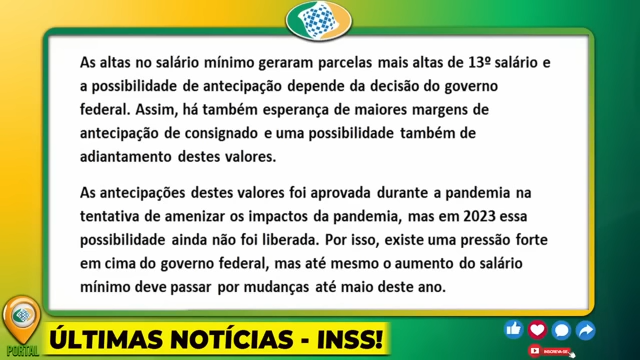 As altas no salário mínimo geraram parcelas mais altas de 13º salário e
a possibilidade de antecipação depende da decisão do governo
federal. Assim, há também esperança de maiores margens de
antecipação de consignado e uma possibilidade também de
adiantamento destes valores.
As antecipações destes valores foi aprovada durante a pandemia na
tentativa de amenizar os impactos da pandemia, mas em 2023 essa
possibilidade ainda não foi liberada. Por isso, existe uma pressão forte
em cima do governo federal, mas até mesmo o aumento do salário
mínimo deve passar por mudanças até maio deste ano.
PORTAL
ÚLTIMAS NOTÍCIAS - INSS!
INSCREVA-SE